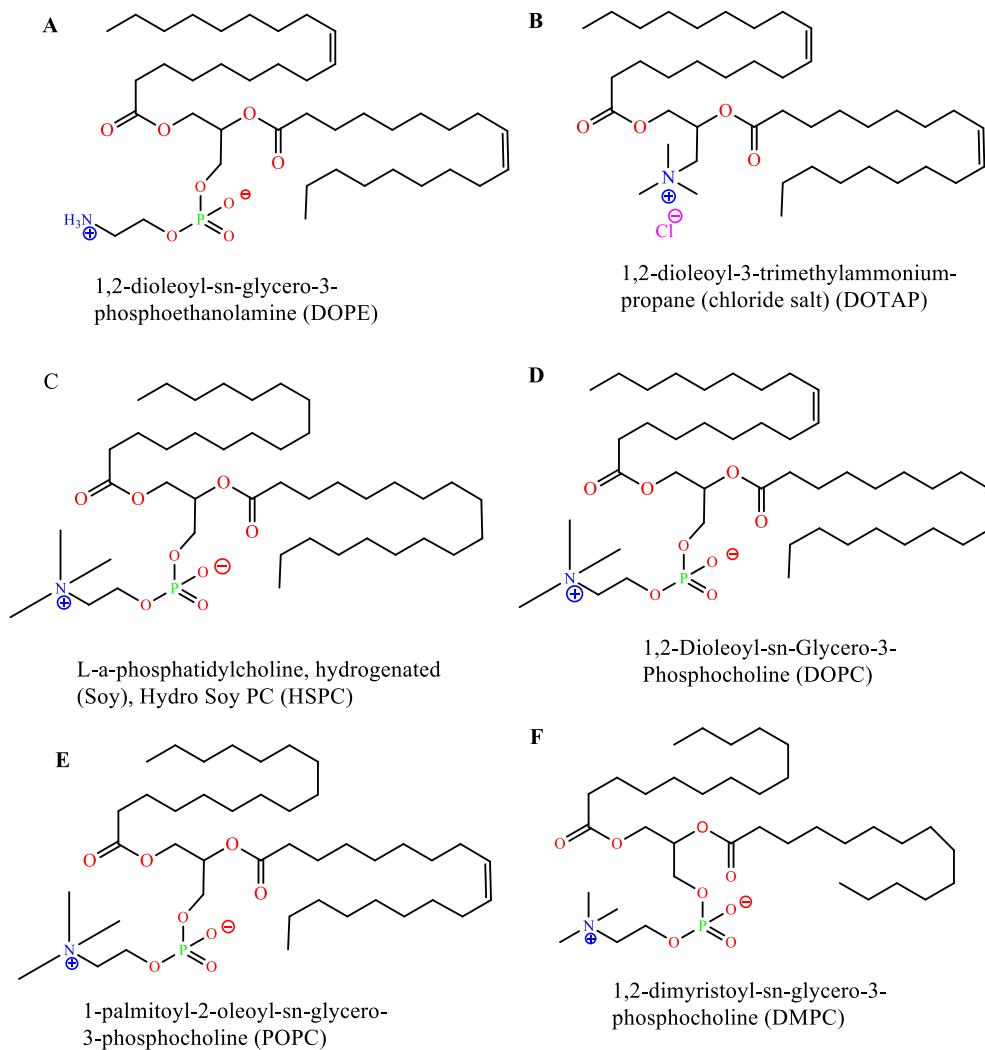 A
B
O
O
O
O
O
O
P
O
O
H₃N
⊕
⊖
O
O
O
O
N
⊕
Cl
⊖
1,2-dioleoyl-sn-glycero-3-
phosphoethanolamine (DOPE)
1,2-dioleoyl-3-trimethylammonium-
propane (chloride salt) (DOTAP)
C
D
O
O
O
O
O
O
P
O
O
N
⊕
⊖
O
O
O
O
O
O
P
O
O
N
⊕
⊖
L-a-phosphatidylcholine, hydrogenated
(Soy), Hydro Soy PC (HSPC)
1,2-Dioleoyl-sn-Glycero-3-
Phosphocholine (DOPC)
E
F
O
O
O
O
O
O
P
O
O
N
⊕
⊖
O
O
O
O
O
O
P
O
O
N
⊕
⊖
1-palmitoyl-2-oleoyl-sn-glycero-
3-phosphocholine (POPC)
1,2-dimyristoyl-sn-glycero-3-
phosphocholine (DMPC)